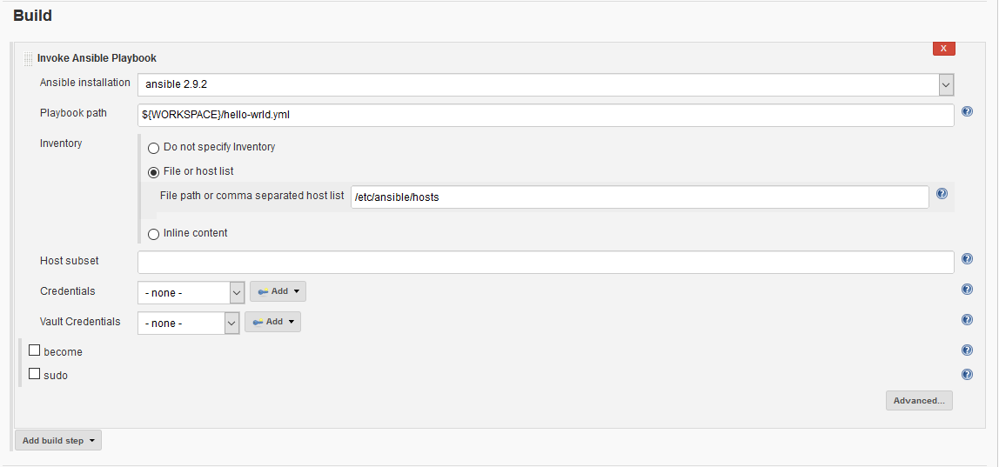 Build
X
Invoke Ansible Playbook
Ansible installation ansible 2.9.2
Playbook path ${WORKSPACE}/hello-wrld.yml
Inventory Do not specify Inventory
File or host list
File path or comma separated host list /etc/ansible/hosts
Inline content
Host subset
Credentials - none - Add
Vault Credentials - none - Add
become
sudo
Advanced...
Add build step